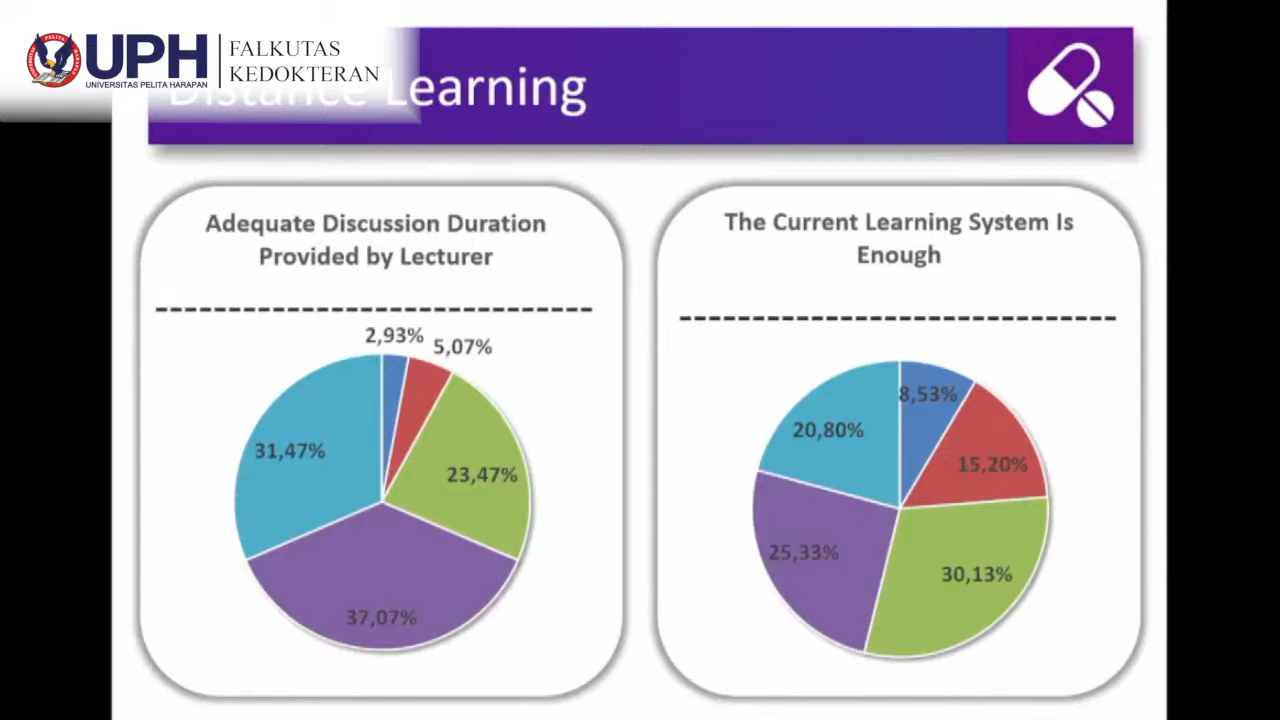 UPH
UNIVERSITAS PELITA HARAPAN
FALKUTAS
KEDOKTERAN
Distance Learning
Adequate Discussion Duration
Provided by Lecturer
2,93%
5,07%
31,47%
23,47%
37,07%
The Current Learning System Is
Enough
8,53%
20,80%
15,20%
25,33%
30,13%